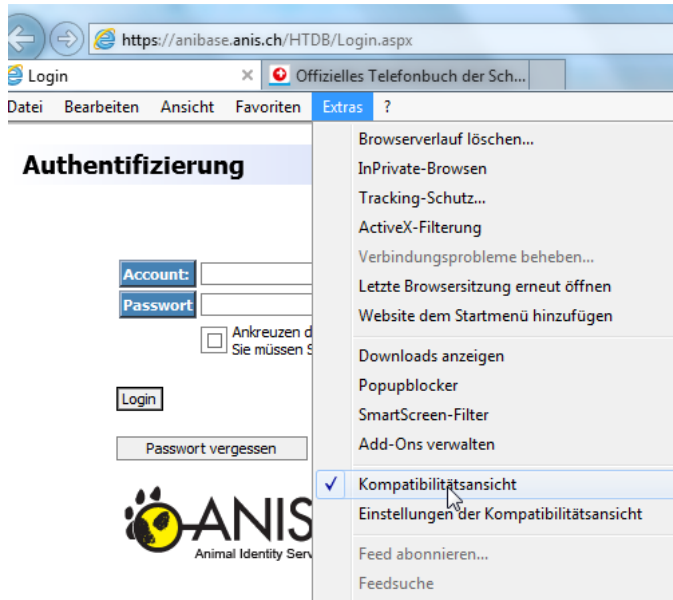 https://anibase.anis.ch/HTDB/Login.aspx
Login
Offizielles Telefonbuch der Sch...
Datei Bearbeiten Ansicht Favoriten Extras ?
Authentifizierung
Account:
Passwort
Ankreuzen
Sie müssen
Login
Passwort vergessen
ANIS
Animal Identity
Browserverlauf löschen...
InPrivate-Browsen
Tracking-Schutz...
ActiveX-Filterung
Verbindungsprobleme beheben...
Letzte Browsersitzung erneut öffnen
Website dem Startmenü hinzufügen
Downloads anzeigen
Popupblocker
SmartScreen-Filter
Add-Ons verwalten
Kompatibilitätsansicht
Einstellungen der Kompatibilitätsansicht
Feed abonnieren...
Feedsuche